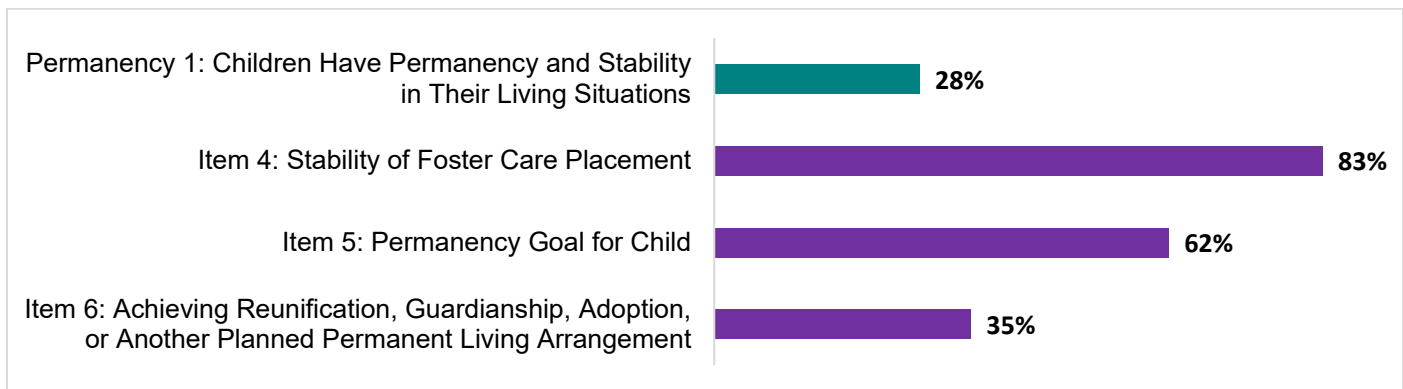 Permanency 1: Children Have Permanency and Stability
in Their Living Situations
28%
Item 4: Stability of Foster Care Placement
83%
Item 5: Permanency Goal for Child
62%
Item 6: Achieving Reunification, Guardianship, Adoption,
or Another Planned Permanent Living Arrangement
35%